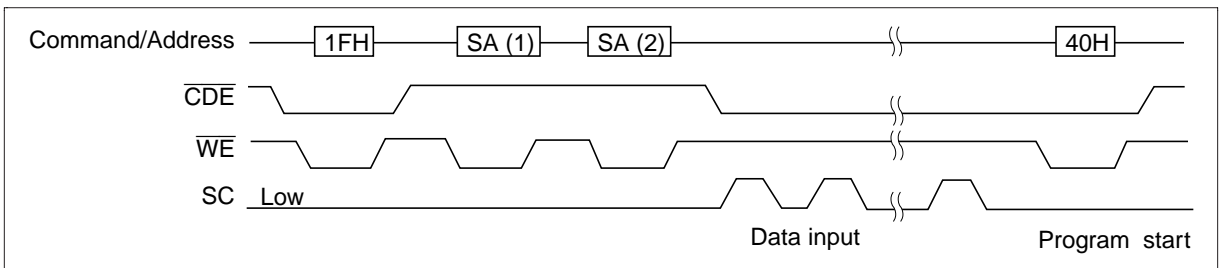 Command/Address 1FH SA (1) SA (2) 40H
CDE
WE
SC Low
Data input Program start